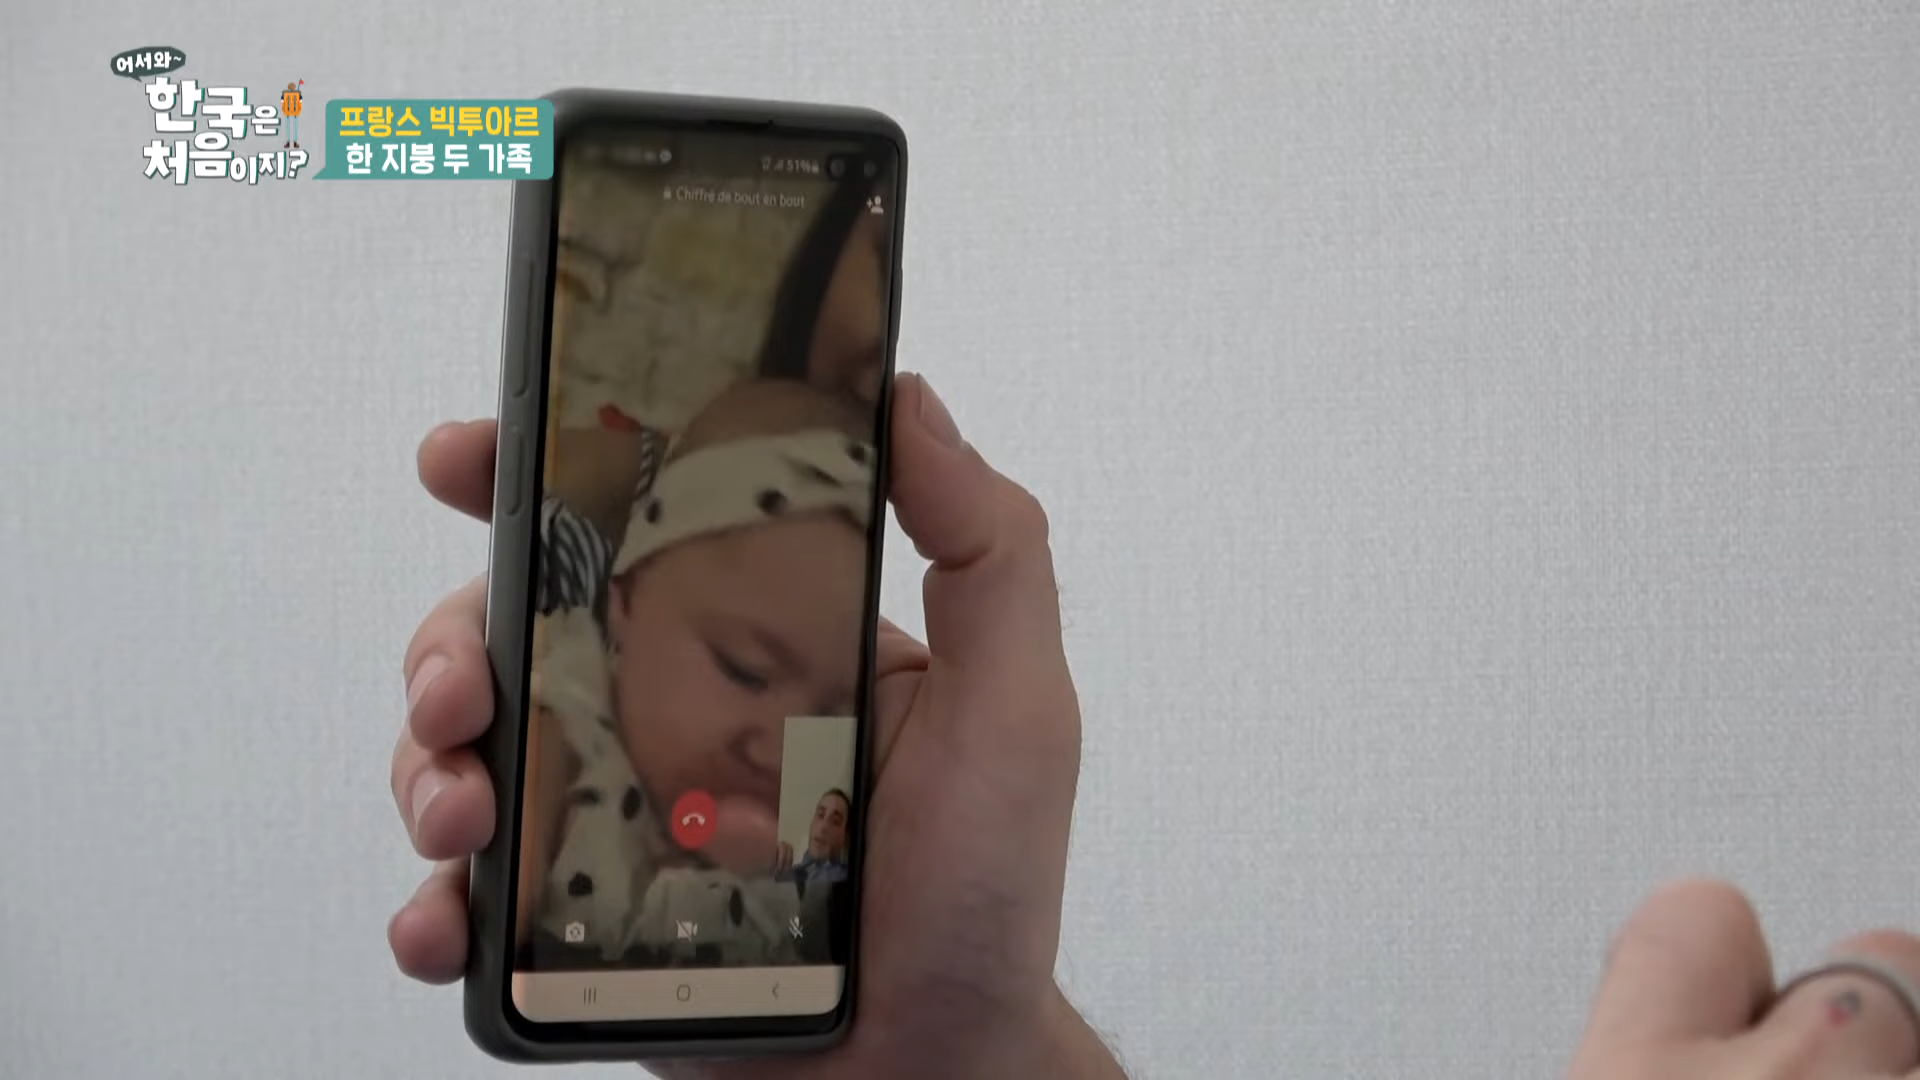 어서와~
한국은
처음이지?
프랑스 빅투아르
한 지붕 두 가족
51%
Chiffré de bout en bout